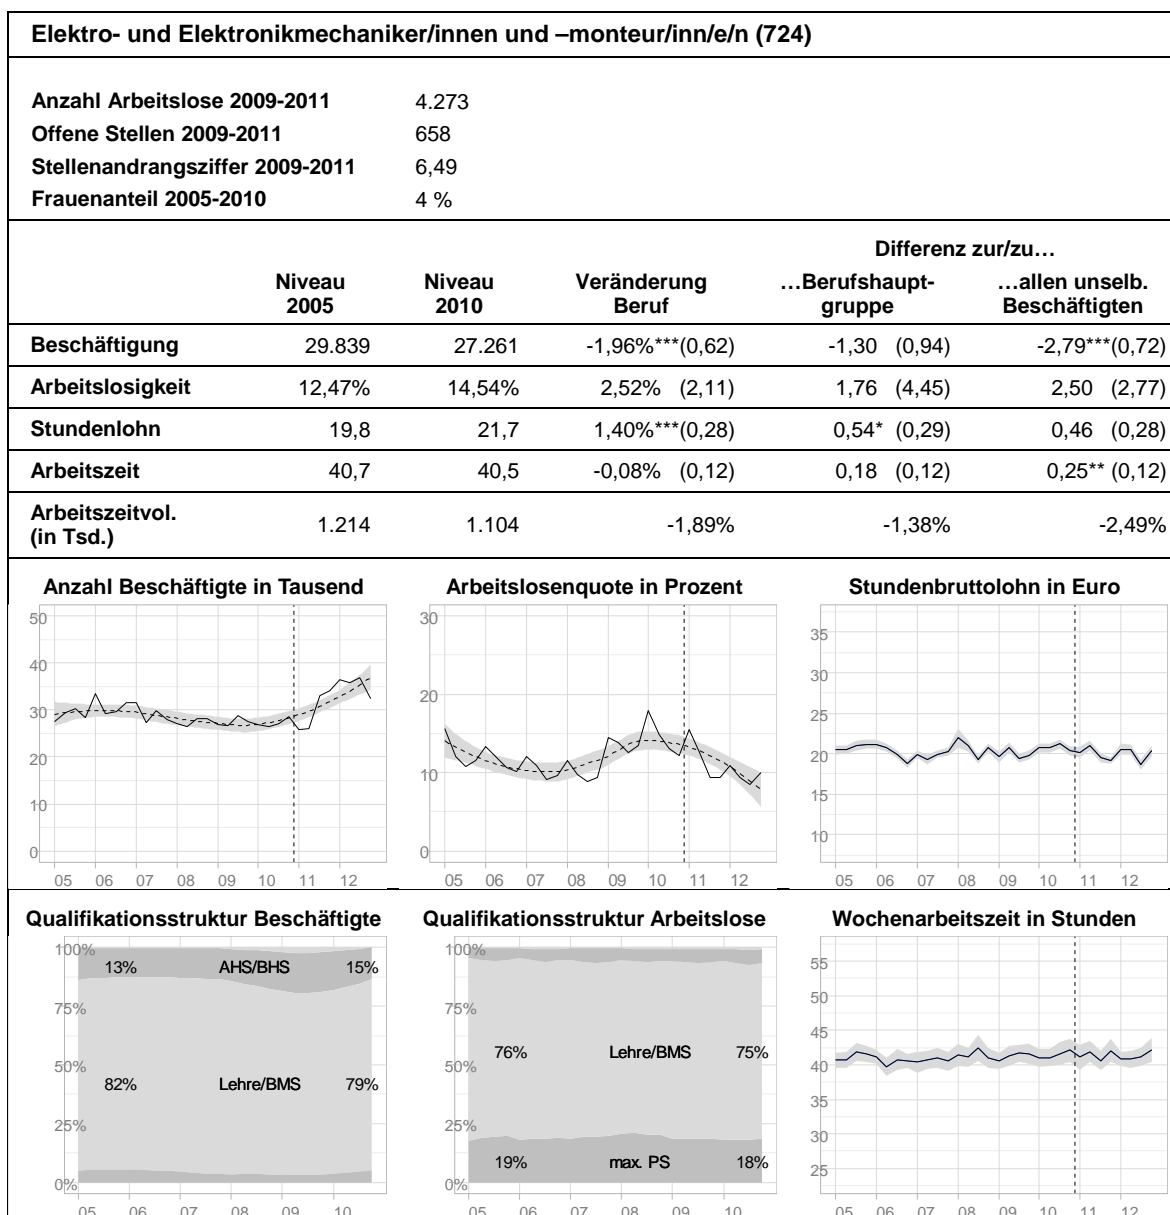 Elektro- und Elektronikmechaniker/innen und –monteur/inn/e/n (724)
Anzahl Arbeitslose 2009-2011 4.273
Offene Stellen 2009-2011 658
Stellenandrangsziffer 2009-2011 6,49
Frauenanteil 2005-2010 4 %
Differenz zur/zu…
Niveau 2005 Niveau 2010 Veränderung Beruf …Berufshaupt-gruppe …allen unselb. Beschäftigten
Beschäftigung 29.839 27.261 -1,96%***(0,62) -1,30 (0,94) -2,79***(0,72)
Arbeitslosigkeit 12,47% 14,54% 2,52% (2,11) 1,76 (4,45) 2,50 (2,77)
Stundenlohn 19,8 21,7 1,40%***(0,28) 0,54* (0,29) 0,46 (0,28)
Arbeitszeit 40,7 40,5 -0,08% (0,12) 0,18 (0,12) 0,25** (0,12)
Arbeitszeitvol.
(in Tsd.) 1.214 1.104 -1,89% -1,38% -2,49%
Anzahl Beschäftigte in Tausend
50
40
30
20
10
0
05 06 07 08 09 10 12
Arbeitslosenquote in Prozent
30
20
10
0
05 06 07 08 09 10 12
Stundenbruttolohn in Euro
35
30
25
20
15
10
05 06 07 08 09 10 12
Qualifikationsstruktur Beschäftigte
100%
13% AHS/BHS 15%
75%
50%
82% Lehre/BMS 79%
25%
0%
05 06 07 08 09 10
Qualifikationsstruktur Arbeitslose
100%
75%
76% Lehre/BMS 75%
50%
25%
19% max. PS 18%
0%
05 06 07 08 09 10
Wochenarbeitszeit in Stunden
55
50
45
40
35
30
25
05 06 07 08 09 10 12